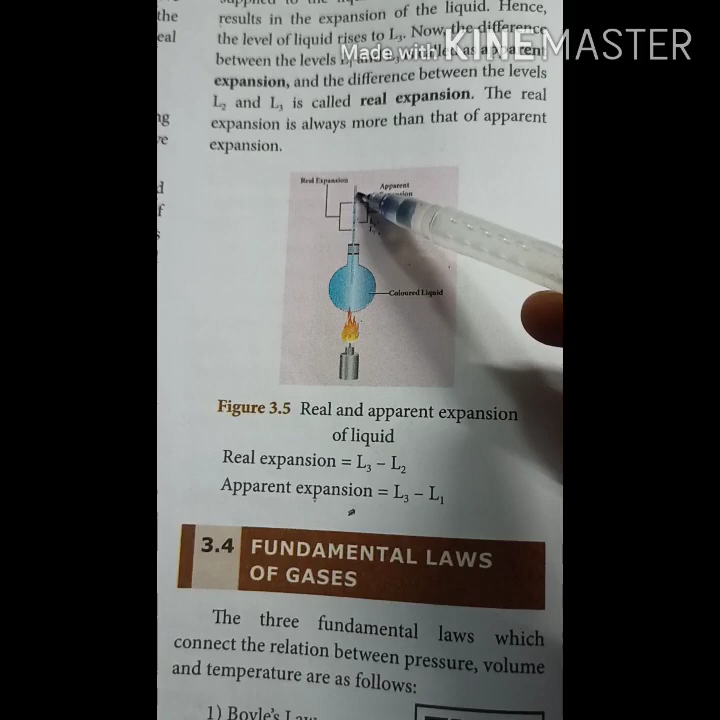 the
eal
results in the expansion of the liquid. Hence,
the level of liquid rises to L₃. Now, the difference
between the levels
as apparent
expansion, and the difference between the levels
L₂ and L₃ is called real expansion. The real
expansion is always more than that of apparent
expansion.
Made with KINEMASTER
Real Expansion
Apparent
Coloured Liquid
Figure 3.5 Real and apparent expansion
of liquid
Real expansion = L₃ – L₂
Apparent expansion = L₃ – L₁
3.4 FUNDAMENTAL LAWS
OF GASES
The three fundamental laws which
connect the relation between pressure, volume
and temperature are as follows:
1) Boyle's Law